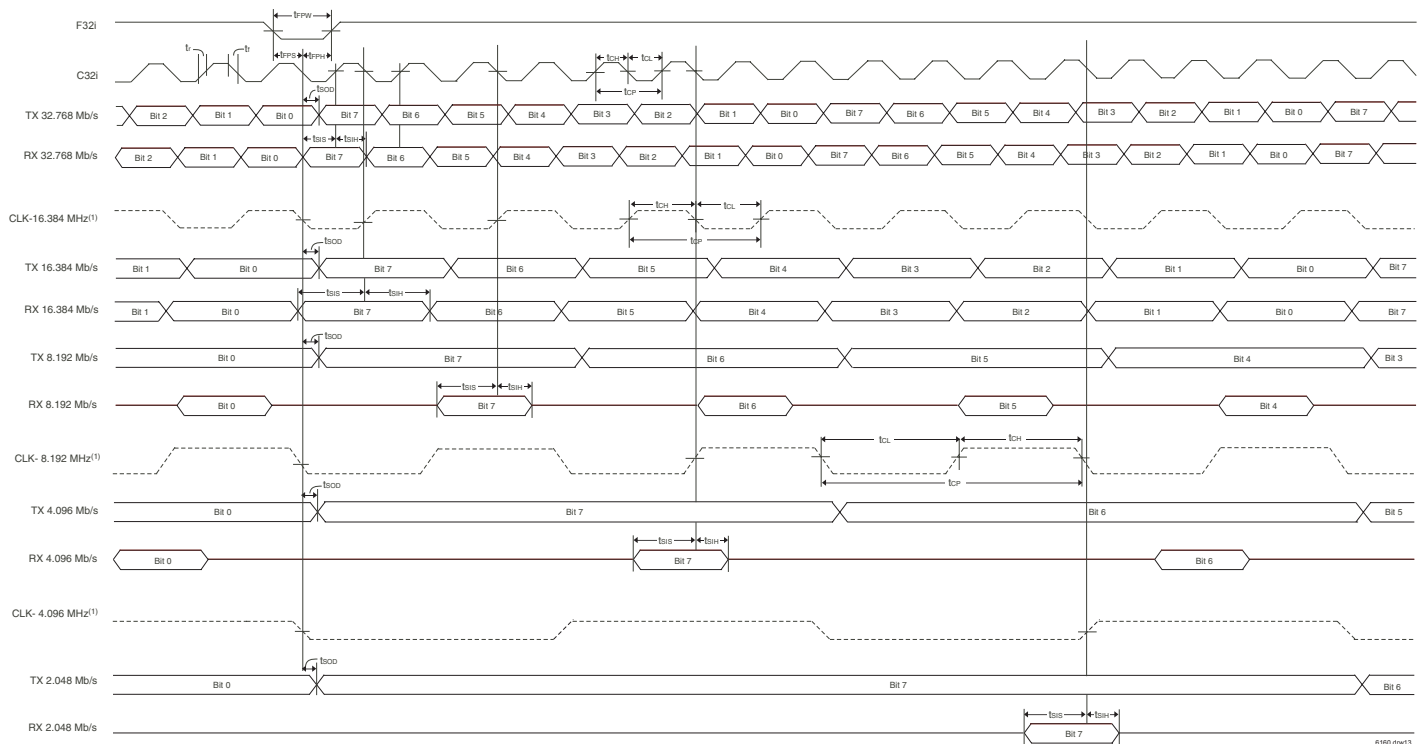 F32i
tFPW
tFPS tFPH
C32i
tr tf
tCH tCL
tCP
tSOD
TX 32.768 Mb/s Bit 2 Bit 1 Bit 0 Bit 7 Bit 6 Bit 5 Bit 4 Bit 3 Bit 2 Bit 1 Bit 0 Bit 7 Bit 6 Bit 5 Bit 4 Bit 3 Bit 2 Bit 1 Bit 0 Bit 7
tSIS tSIH
RX 32.768 Mb/s Bit 2 Bit 1 Bit 0 Bit 7 Bit 6 Bit 5 Bit 4 Bit 3 Bit 2 Bit 1 Bit 0 Bit 7 Bit 6 Bit 5 Bit 4 Bit 3 Bit 2 Bit 1 Bit 0 Bit 7
tCH tCL
CLK-16.384 MHz(1)
tCP
tSOD
TX 16.384 Mb/s Bit 1 Bit 0 Bit 7 Bit 6 Bit 5 Bit 4 Bit 3 Bit 2 Bit 1 Bit 0 Bit 7
tSIS tSIH
RX 16.384 Mb/s Bit 1 Bit 0 Bit 7 Bit 6 Bit 5 Bit 4 Bit 3 Bit 2 Bit 1 Bit 0 Bit 7
tSOD
TX 8.192 Mb/s Bit 0 Bit 7 Bit 6 Bit 5 Bit 4 Bit 3
tSIS tSIH
RX 8.192 Mb/s Bit 0 Bit 7 Bit 6 Bit 5 Bit 4
tCL tCH
CLK- 8.192 MHz(1)
tCP
tSOD
TX 4.096 Mb/s Bit 0 Bit 7 Bit 6 Bit 5
tSIS tSIH
RX 4.096 Mb/s Bit 0 Bit 7 Bit 6
CLK- 4.096 MHz(1)
tSOD
TX 2.048 Mb/s Bit 0 Bit 7 Bit 6
tSIS tSIH
RX 2.048 Mb/s Bit 7
6160 drw13